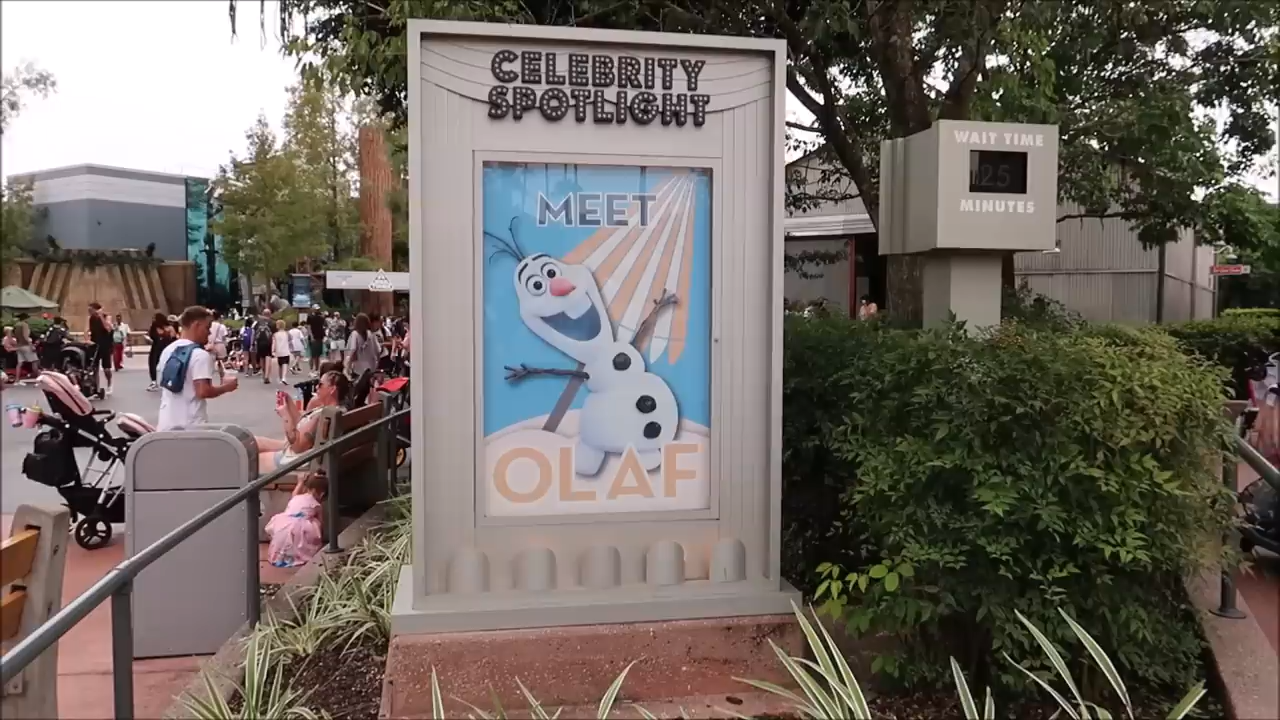 CELEBRITY
SPOTLIGHT
MEET
OLAF
WAIT TIME
25
MINUTES